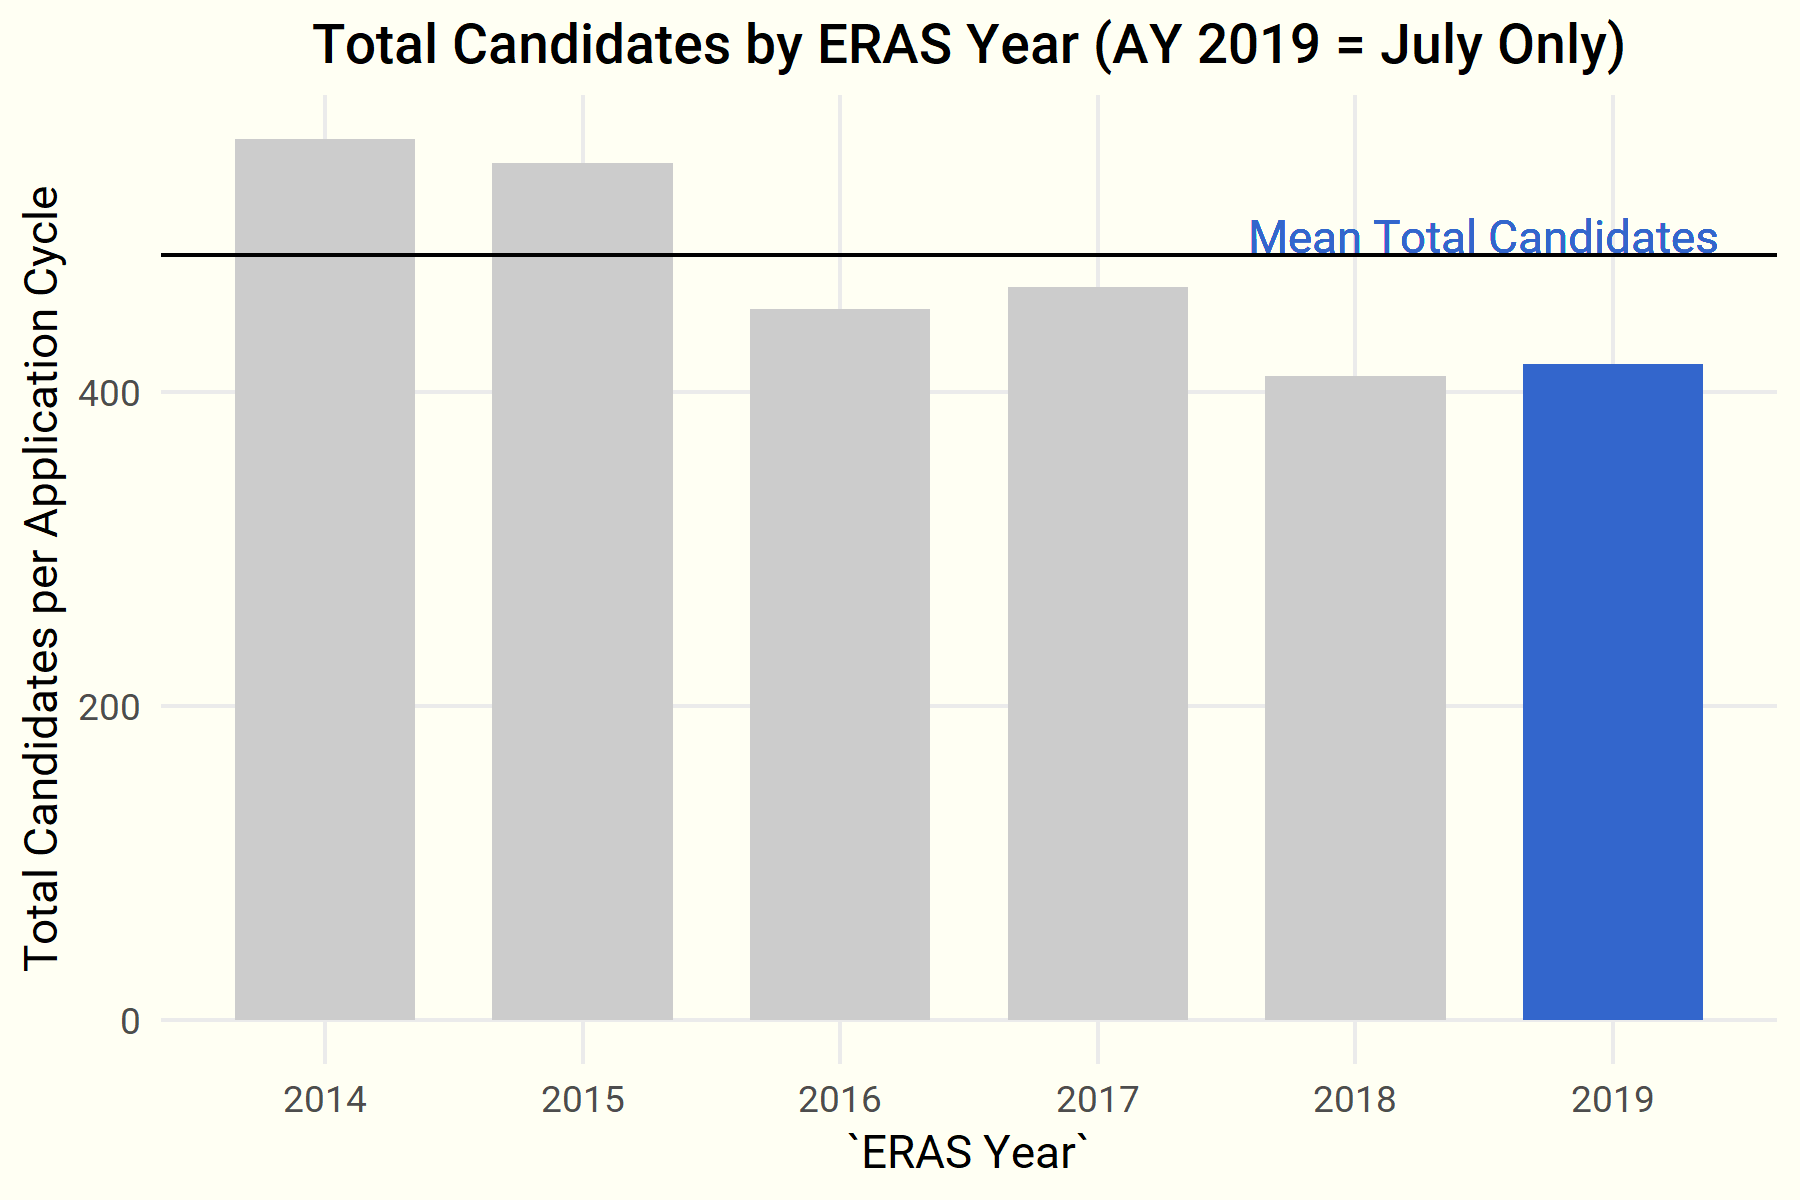 Total Candidates by ERAS Year (AY 2019 = July Only)
Total Candidates per Application Cycle
Mean Total Candidates
400
200
0
2014 2015 2016 2017 2018 2019
`ERAS Year`